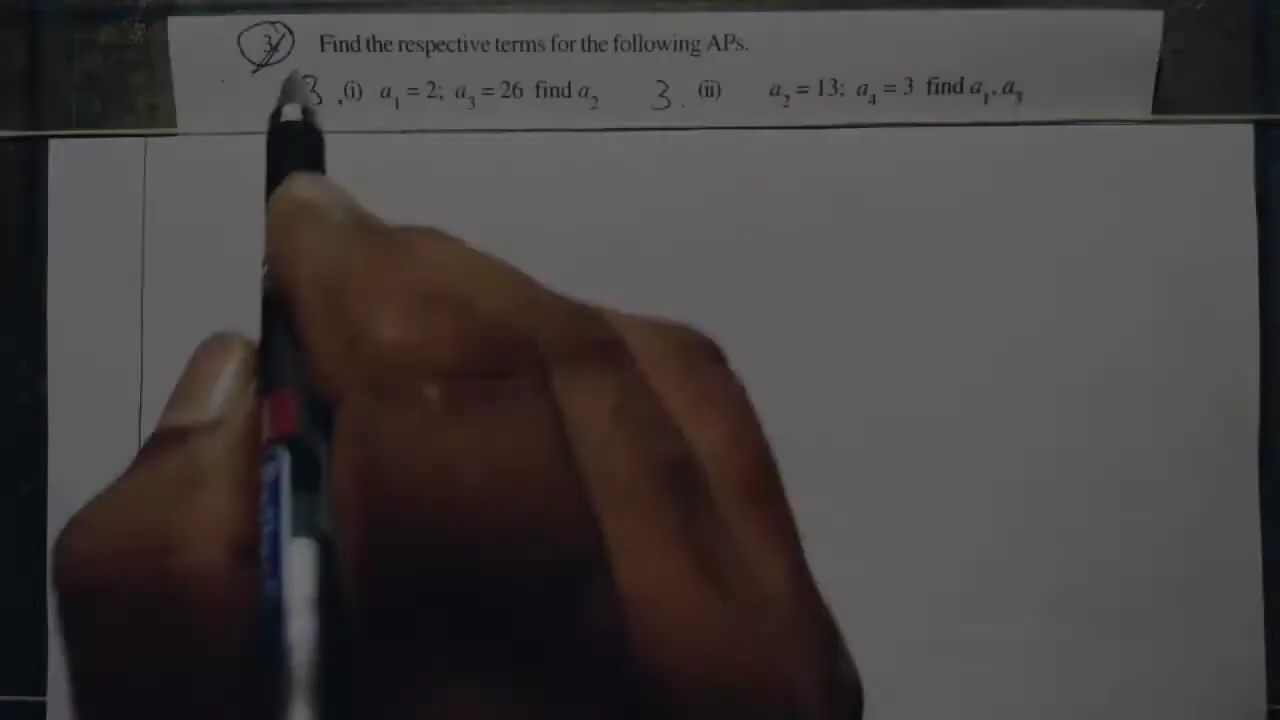 3. Find the respective terms for the following APs.
3 .(i) a₁ = 2; a₃ = 26 find a₂ 3. (ii) a₂ = 13; a₄ = 3 find a₁, a₃